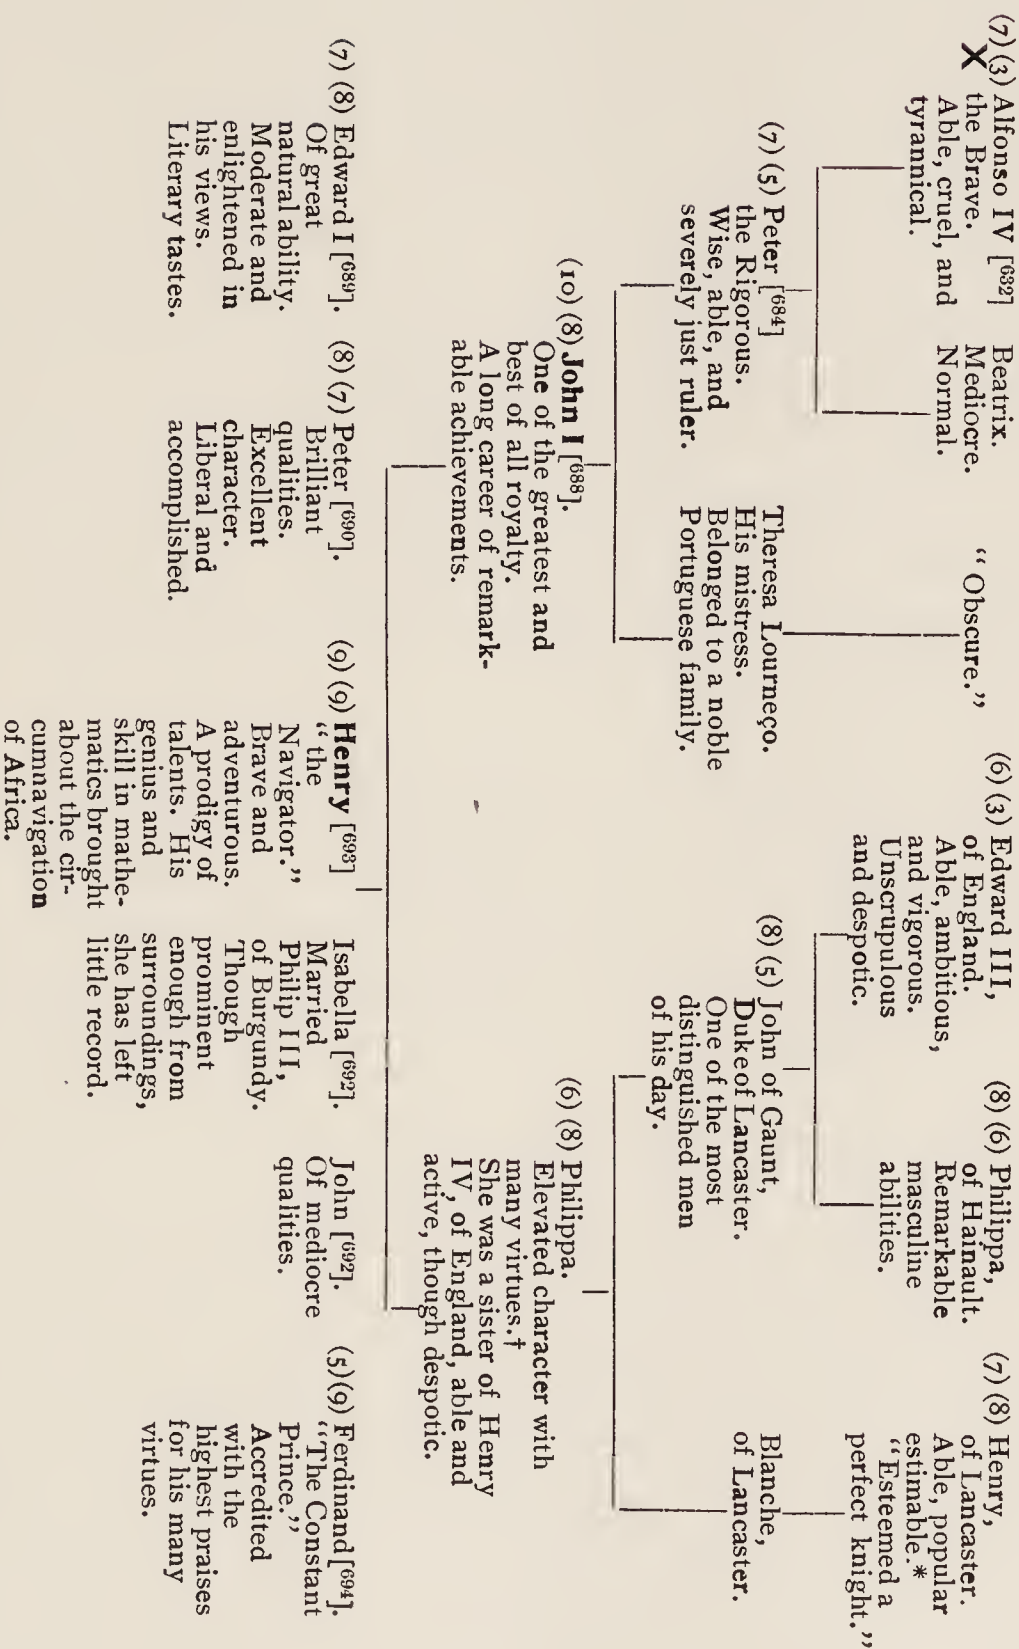 (7) (3) Alfonso IV [632]
X the Brave.
Able, cruel, and
tyrannical.
Beatrix.
Mediocre.
Normal.
“Obscure.”
(6) (3) Edward III,
of England.
Able, ambitious,
and vigorous.
Unscrupulous
and despotic.
(8) (6) Philippa,
of Hainault.
Remarkable
masculine
abilities.
(7) (8) Henry,
of Lancaster.
Able, popular
estimable.*
“Esteemed a
perfect knight.”
(7) (5) Peter [684]
the Rigorous.
Wise, able, and
severely just ruler.
Theresa Lourneço.
His mistress.
Belonged to a noble
Portuguese family.
(8) (5) John of Gaunt,
Duke of Lancaster.
One of the most
distinguished men
of his day.
Blanche,
of Lancaster.
(10) (8) John I [688].
One of the greatest and
best of all royalty.
A long career of remark-
able achievements.
(6) (8) Philippa.
Elevated character with
many virtues.†
She was a sister of Henry
IV, of England, able and
active, though despotic.
(7) (8) Edward I [689].
Of great
natural ability.
Moderate and
enlightened in
his views.
Literary tastes.
(8) (7) Peter [690].
Brilliant
qualities.
Excellent
character.
Liberal and
accomplished.
(9) (9) Henry [693]
“the
Navigator.”
Brave and
adventurous.
A prodigy of
talents. His
genius and
skill in mathe-
matics brought
about the cir-
cumnavigation
of Africa.
Isabella [692].
Married
Philip III,
of Burgundy.
Though
prominent
enough from
surroundings,
she has left
little record.
John [692].
Of mediocre
qualities.
(5) (9) Ferdinand [694].
“The Constant
Prince.”
Accredited
with the
highest praises
for his many
virtues.